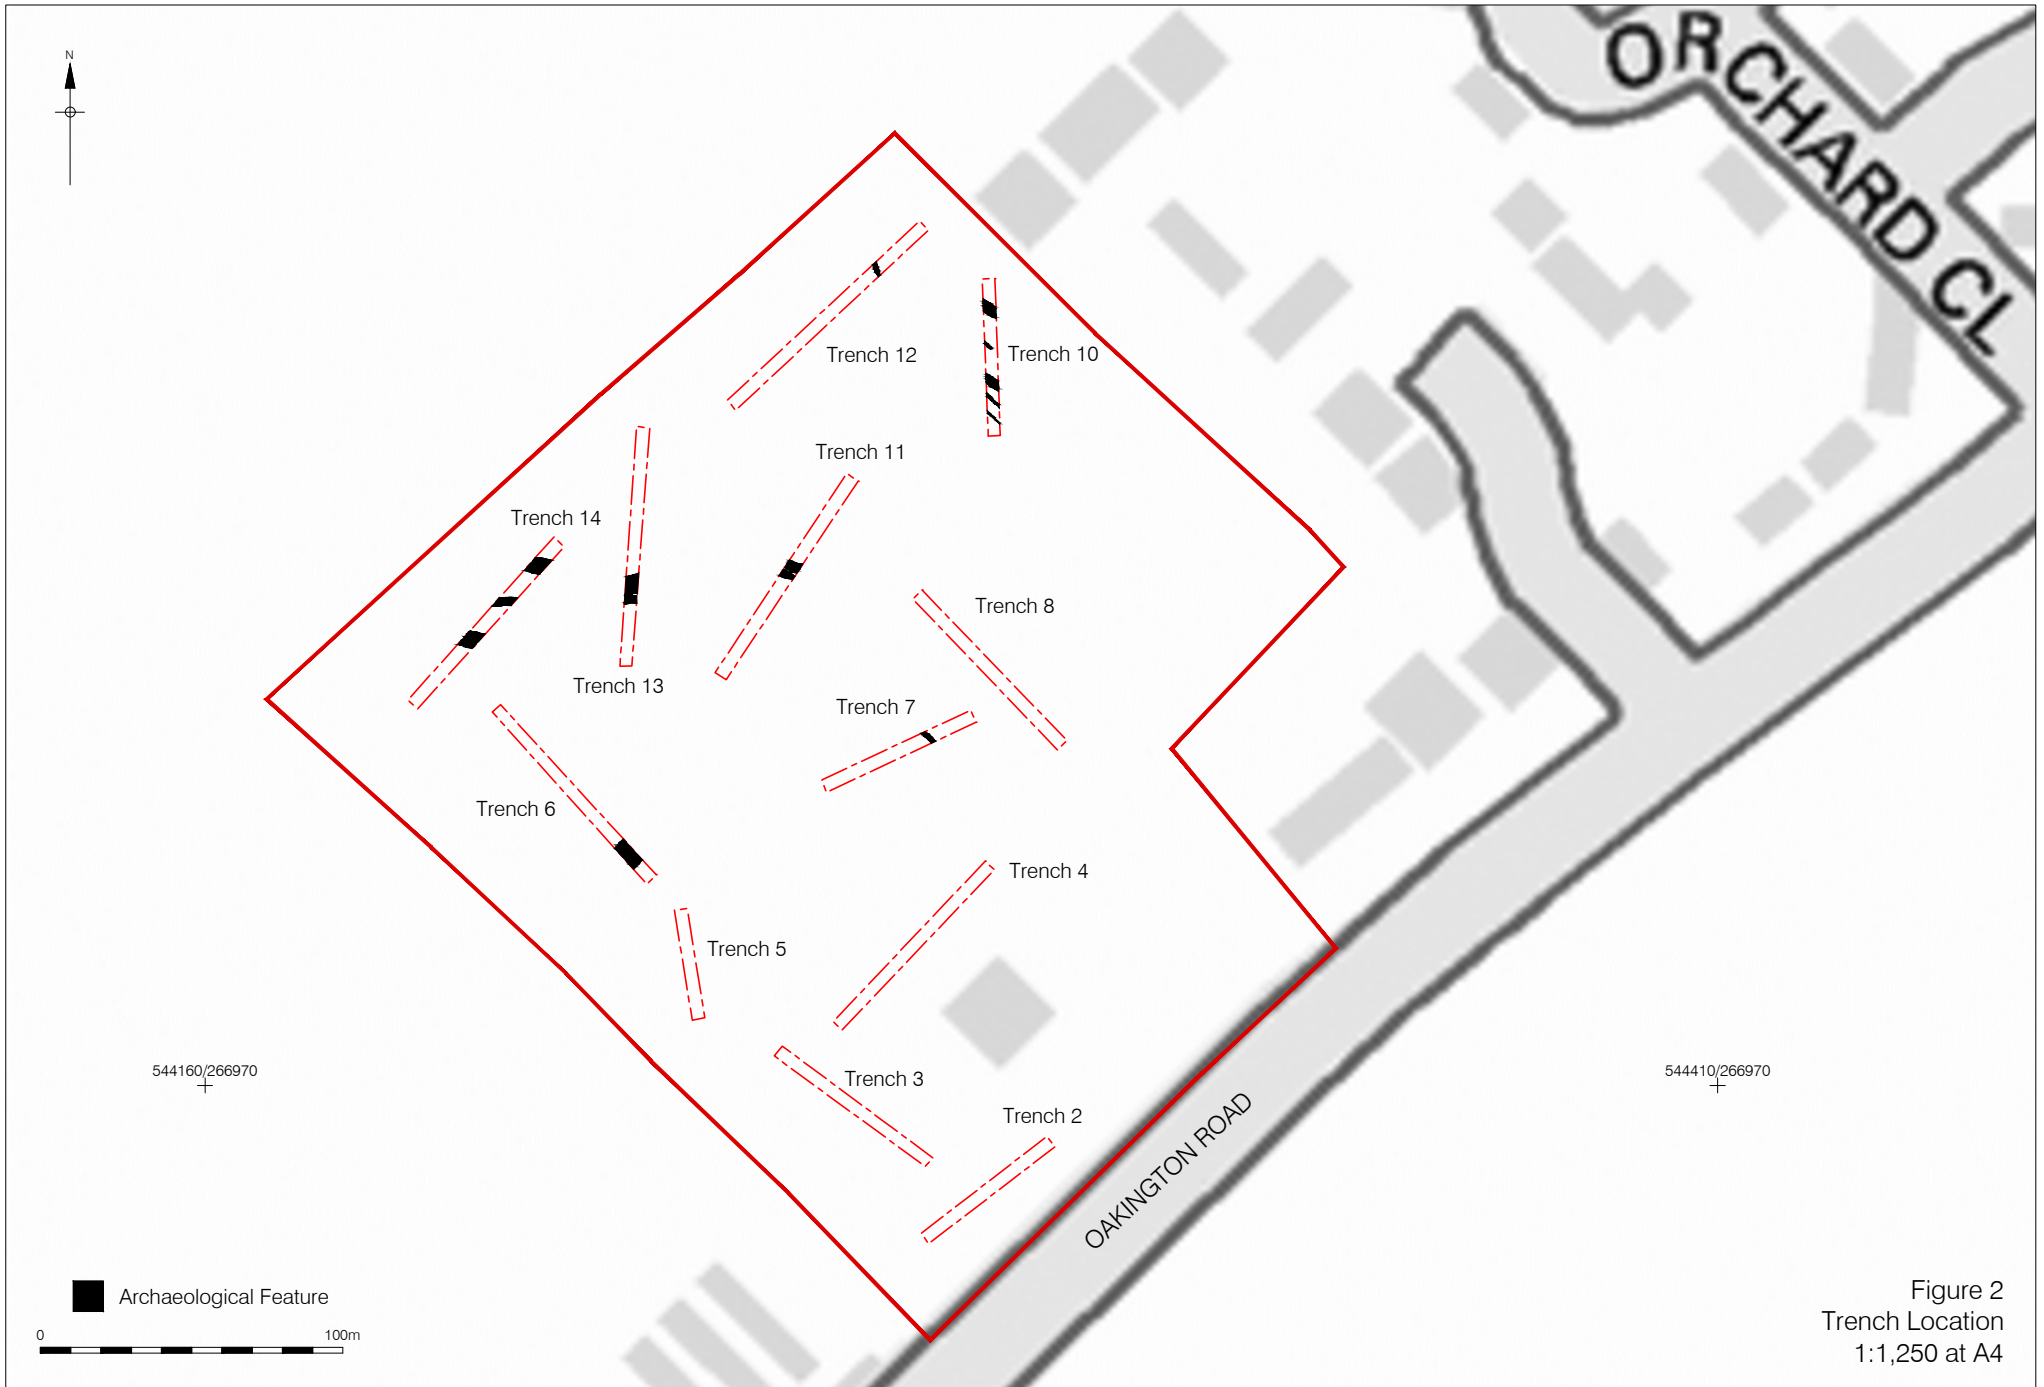 N
ORCHARD CL
Trench 12
Trench 10
Trench 11
Trench 14
Trench 8
Trench 13
Trench 7
Trench 6
Trench 4
Trench 5
544160/266970
544410/266970
Trench 3
Trench 2
OAKINGTON ROAD
Archaeological Feature
0 100m
Figure 2
Trench Location
1:1,250 at A4